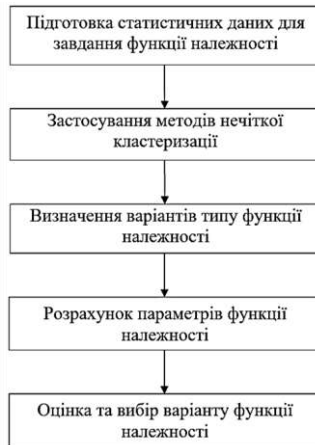 Підготовка статистичних даних для
завдання функції належності
Застосування методів нечіткої
кластеризації
Визначення варіантів типу функції
належності
Розрахунок параметрів функції
належності
Оцінка та вибір варіанту функції
належності